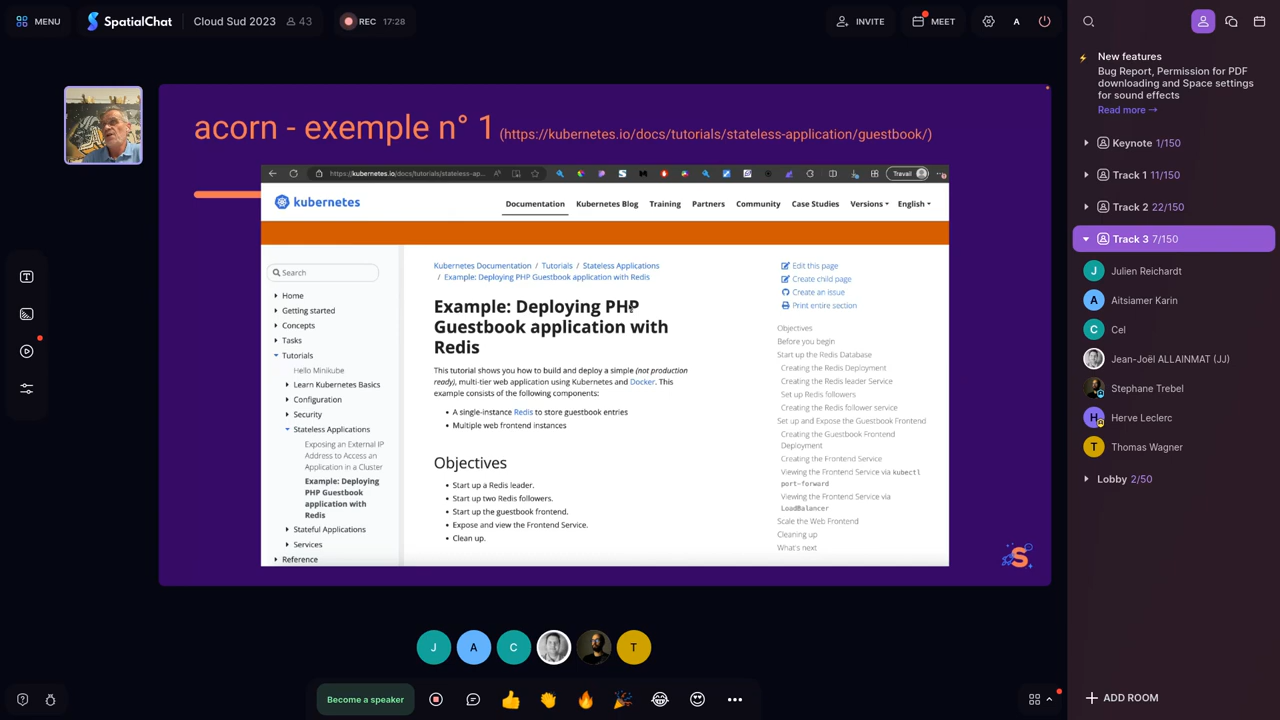 MENU
SpatialChat
Cloud Sud 2023
43
REC
17:28
INVITE
MEET
A
acorn - exemple n° 1 (https://kubernetes.io/docs/tutorials/stateless-application/guestbook/)
https://kubernetes.io/docs/tutorials/stateless-ap...
Travail
kubernetes
Documentation
Kubernetes Blog
Training
Partners
Community
Case Studies
Versions
English
Search
Home
Getting started
Concepts
Tasks
Tutorials
Hello Minikube
Learn Kubernetes Basics
Configuration
Security
Stateless Applications
Exposing an External IP
Address to Access an
Application in a Cluster
Example: Deploying
PHP Guestbook
application with
Redis
Stateful Applications
Services
Reference
Kubernetes Documentation / Tutorials / Stateless Applications
/ Example: Deploying PHP Guestbook application with Redis
Example: Deploying PHP
Guestbook application with
Redis
This tutorial shows you how to build and deploy a simple (not production
ready), multi-tier web application using Kubernetes and Docker. This
example consists of the following components:
• A single-instance Redis to store guestbook entries
• Multiple web frontend instances
Objectives
• Start up a Redis leader.
• Start up two Redis followers.
• Start up the guestbook frontend.
• Expose and view the Frontend Service.
• Clean up.
Edit this page
Create child page
Create an issue
Print entire section
Objectives
Before you begin
Start up the Redis Database
Creating the Redis Deployment
Creating the Redis leader Service
Set up Redis followers
Creating the Redis follower service
Set up and Expose the Guestbook Frontend
Creating the Guestbook Frontend
Deployment
Creating the Frontend Service
Viewing the Frontend Service via kubectl
port-forward
Viewing the Frontend Service via
LoadBalancer
Scale the Web Frontend
Cleaning up
What's next
S
J
A
C
T
Become a speaker
New features
Bug Report, Permission for PDF
downloading and Space settings
for sound effects
Read more →
Keynote 1/150
Track 1 11/150
Track 2 22/150
Track 3 7/150
J Julien Reichardt
A Aitsiamer Karin
C Cel
Jean-Joël ALLAINMAT (JJ)
Stephane Trebel
H Herve Leclerc
T Thomas Wagner
Lobby 2/50
ADD ROOM